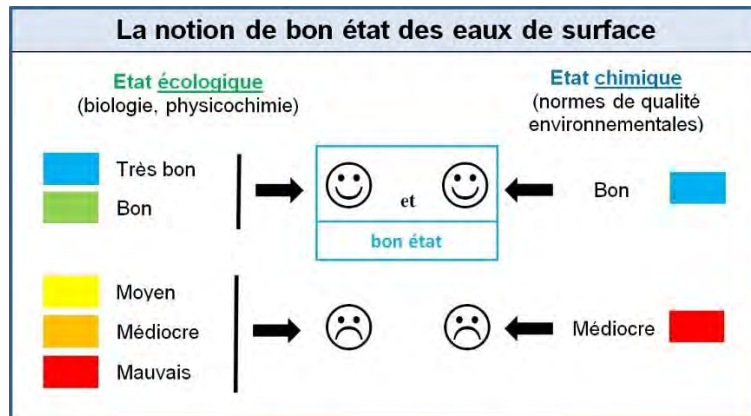 La notion de bon état des eaux de surface
Etat écologique
(biologie, physicochimie)
Etat chimique
(normes de qualité
environnementales)
Très bon
Bon
et
bon état
Bon
Moyen
Médiocre
Mauvais
Médiocre